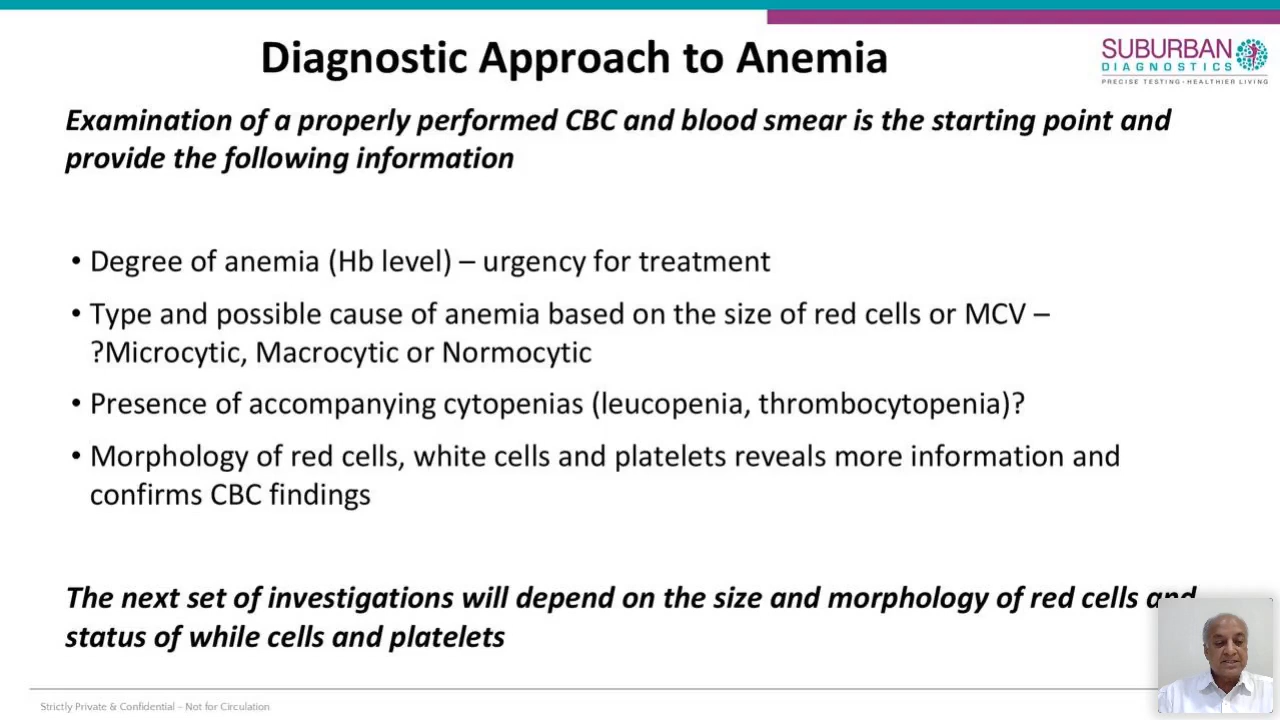 Diagnostic Approach to Anemia
SUBURBAN
DIAGNOSTICS
PRECISE TESTING • HEALTHIER LIVING
Examination of a properly performed CBC and blood smear is the starting point and
provide the following information
• Degree of anemia (Hb level) – urgency for treatment
• Type and possible cause of anemia based on the size of red cells or MCV –
?Microcytic, Macrocytic or Normocytic
• Presence of accompanying cytopenias (leucopenia, thrombocytopenia)?
• Morphology of red cells, white cells and platelets reveals more information and
confirms CBC findings
The next set of investigations will depend on the size and morphology of red cells and
status of while cells and platelets
Strictly Private & Confidential – Not for Circulation